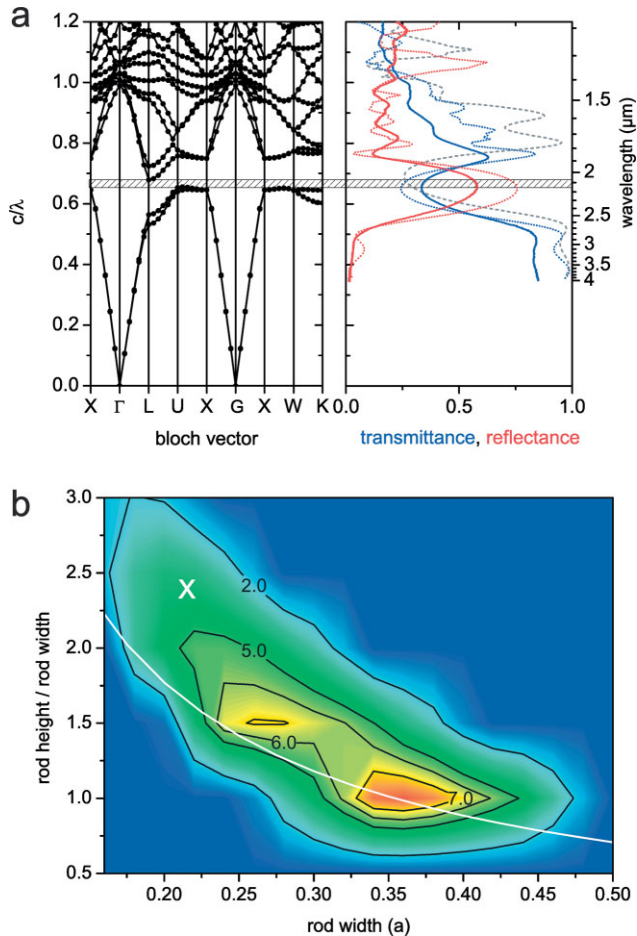 a
1.2
1.0
0.8
0.6
0.4
0.2
0.0
c/λ
X Γ L U X G X W K
bloch vector
1.5
2
2.5
3
3.5
4
wavelength (µm)
0.0 0.5 1.0
transmittance, reflectance
b
3.0
2.5
2.0
1.5
1.0
0.5
rod height / rod width
X
2.0
5.0
6.0
7.0
0.20 0.25 0.30 0.35 0.40 0.45 0.50
rod width (a)